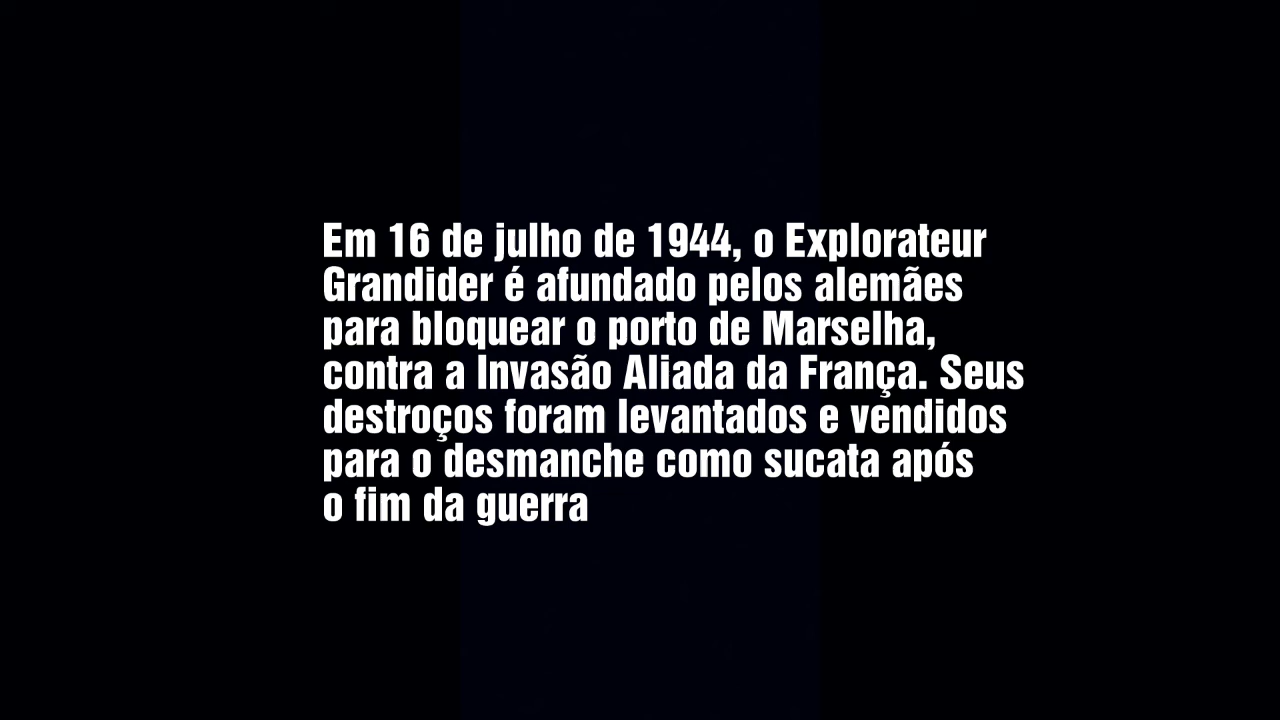 Em 16 de julho de 1944, o Explorateur
Grandider é afundado pelos alemães
para bloquear o porto de Marselha,
contra a Invasão Aliada da França. Seus
destroços foram levantados e vendidos
para o desmanche como sucata após
o fim da guerra